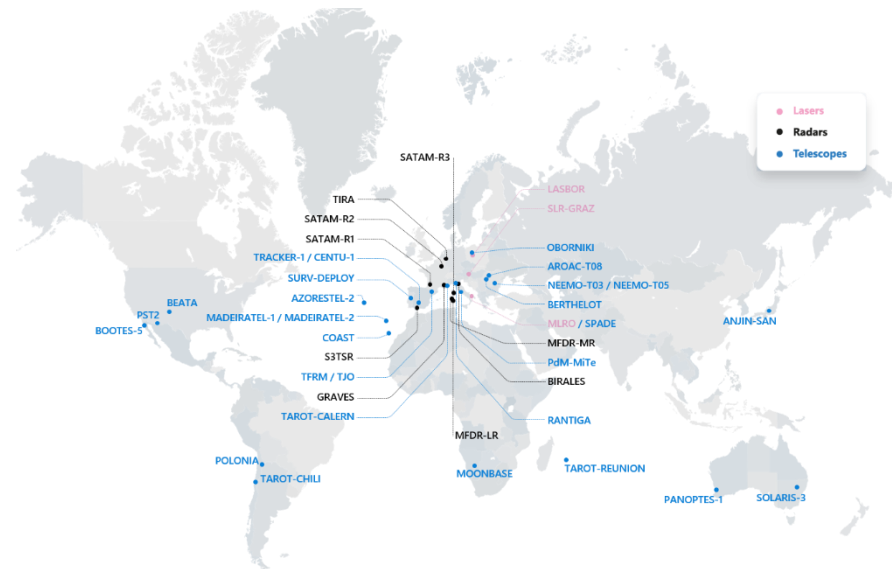 Lasers
Radars
Telescopes
SATAM-R3
TIRA
SATAM-R2
SATAM-R1
TRACKER-1 / CENTU-1
SURV-DEPLOY
AZORESTEL-2
MADEIRATEL-1 / MADEIRATEL-2
COAST
S3TSR
TFRM / TJO
GRAVES
TAROT-CALERN
LASBOR
SLR-GRAZ
OBORNIKI
AROAC-T08
NEEMO-T03 / NEEMO-T05
BERTHELOT
MLRO / SPADE
MFDR-MR
PdM-MiTe
BIRALES
RANTIGA
MFDR-LR
BEATA
PST2
BOOTES-5
ANJIN-SAN
POLONIA
TAROT-CHILI
MOONBASE
TAROT-REUNION
PANOPTES-1
SOLARIS-3